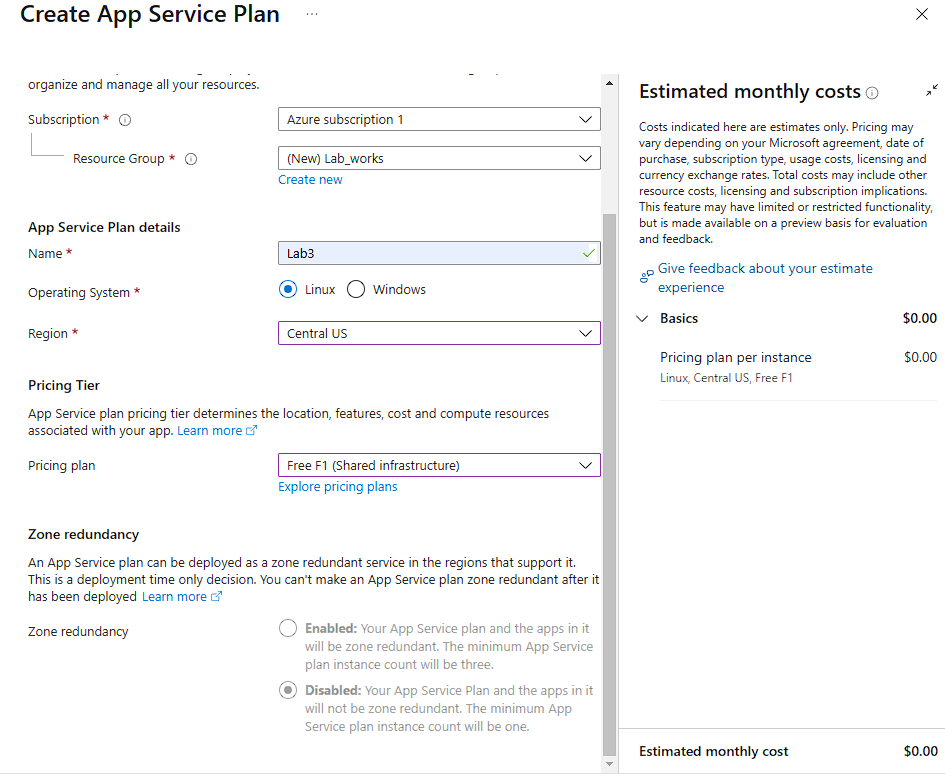 Create App Service Plan ...
organize and manage all your resources.
Subscription *
Azure subscription 1
Resource Group *
(New) Lab_works
Create new
App Service Plan details
Name *
Lab3
Operating System *
Linux
Windows
Region *
Central US
Pricing Tier
App Service plan pricing tier determines the location, features, cost and compute resources
associated with your app. Learn more
Pricing plan
Free F1 (Shared infrastructure)
Explore pricing plans
Zone redundancy
An App Service plan can be deployed as a zone redundant service in the regions that support it.
This is a deployment time only decision. You can't make an App Service plan zone redundant after it
has been deployed Learn more
Zone redundancy
Enabled: Your App Service plan and the apps in it
will be zone redundant. The minimum App Service
plan instance count will be three.
Disabled: Your App Service Plan and the apps in it
will not be zone redundant. The minimum App
Service plan instance count will be one.
Estimated monthly costs
Costs indicated here are estimates only. Pricing may
vary depending on your Microsoft agreement, date of
purchase, subscription type, usage costs, licensing and
currency exchange rates. Total costs may include other
resource costs, licensing and subscription implications.
This feature may have limited or restricted functionality,
but is made available on a preview basis for evaluation
and feedback.
Give feedback about your estimate
experience
Basics $0.00
Pricing plan per instance $0.00
Linux, Central US, Free F1
Estimated monthly cost $0.00